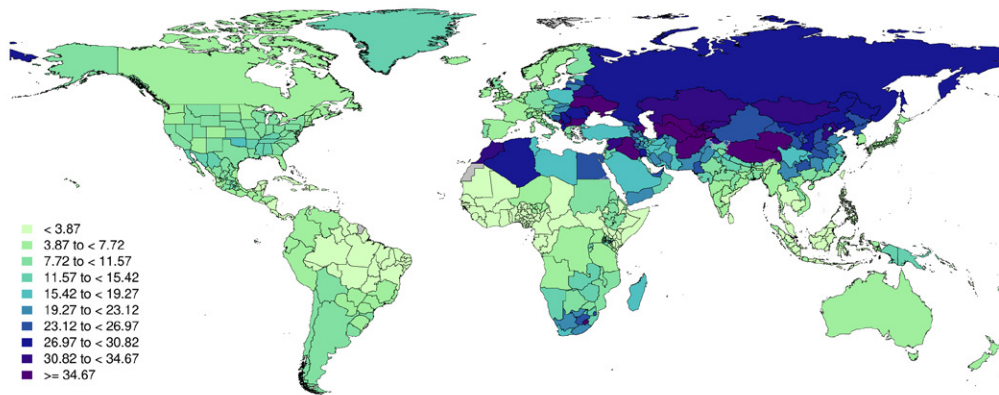 < 3.87
3.87 to < 7.72
7.72 to < 11.57
11.57 to < 15.42
15.42 to < 19.27
19.27 to < 23.12
23.12 to < 26.97
26.97 to < 30.82
30.82 to < 34.67
>= 34.67